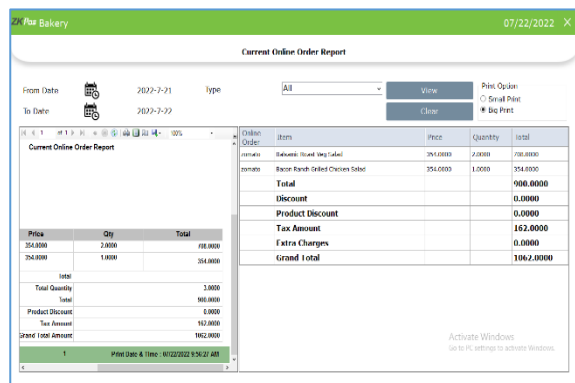 ZKPos Bakery 07/22/2022 X
Current Online Order Report
From Date 2022-7-21 Type All View Print Option
Small Print
To Date 2022-7-22 Clear Big Print
1 of 1 100%
Current Online Order Report
Price Qty Total
354.0000 2.0000 708.0000
354.0000 1.0000 354.0000
Total
Total Quantity 3.0000
Total 900.0000
Product Discount 0.0000
Tax Amount 162.0000
Grand Total Amount 1062.0000
1 Print Date & Time : 07/22/2022 9:56:27 AM
Online Order Item Price Quantity Total
zomato Balsamic Roast Veg Salad 354.0000 2.0000 708.0000
zomato Bacon Ranch Grilled Chicken Salad 354.0000 1.0000 354.0000
Total 900.0000
Discount 0.0000
Product Discount 0.0000
Tax Amount 162.0000
Extra Charges 0.0000
Grand Total 1062.0000
Activate Windows
Go to PC settings to activate Windows.